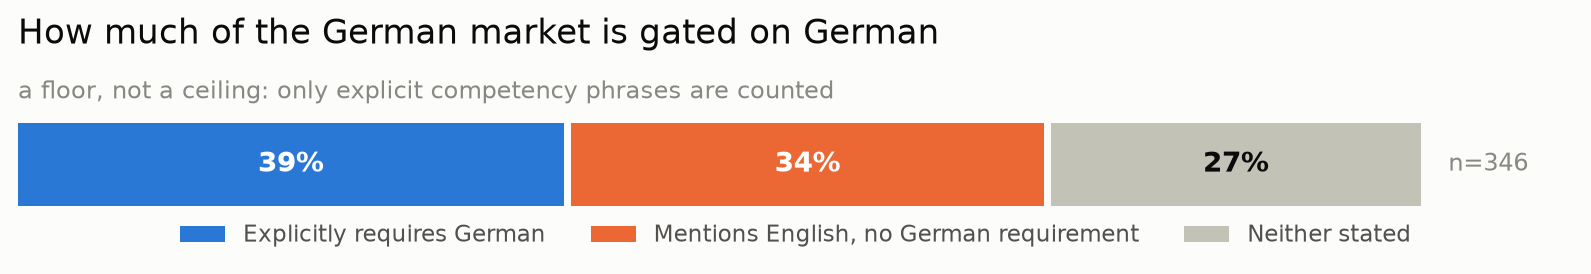 How much of the German market is gated on German
a floor, not a ceiling: only explicit competency phrases are counted
39% 34% 27% n=346
Explicitly requires German Mentions English, no German requirement Neither stated